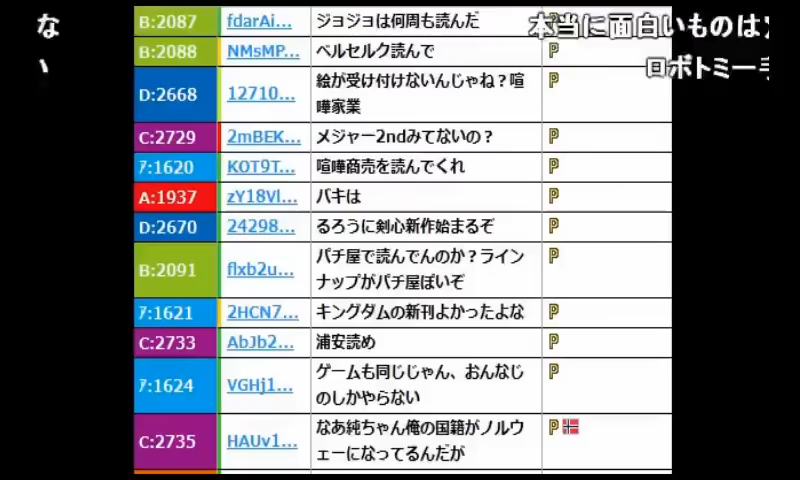 な
い
本当に面白いものは
ロボトミー手
B:2087 fdarAi... ジョジョは何周も読んだ P
B:2088 NMsMP... ベルセルク読んで P
D:2668 12710... 絵が受け付けないんじゃね？喧 P
嘩家業
C:2729 2mBEK... メジャー2ndみてないの？ P
ｱ:1620 KOT9T... 喧嘩商売を読んでくれ P
A:1937 zY18Vl... バキは P
D:2670 24298... るろうに剣心新作始まるぞ P
B:2091 flxb2u... パチ屋で読んでんのか？ライン P
ナップがパチ屋ぽいぞ
ｱ:1621 2HCN7... キングダムの新刊よかったよな P
C:2733 AbJb2... 浦安読め P
ｱ:1624 VGHj1... ゲームも同じじゃん、おんなじ P
のしかやらない
C:2735 HAUv1... なあ純ちゃん俺の国籍がノルウ P
ェーになってるんだが